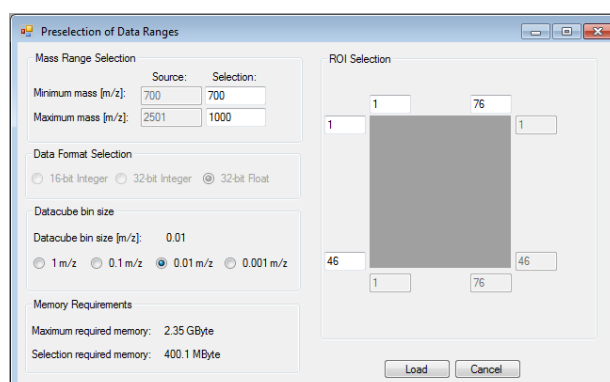 Preselection of Data Ranges
Mass Range Selection
Source: Selection:
Minimum mass [m/z]: 700 700
Maximum mass [m/z]: 2501 1000
Data Format Selection
16-bit Integer 32-bit Integer 32-bit Float
Datacube bin size
Datacube bin size [m/z]: 0.01
1 m/z 0.1 m/z 0.01 m/z 0.001 m/z
Memory Requirements
Maximum required memory: 2.35 GByte
Selection required memory: 400.1 MByte
ROI Selection
1 76
1 1
46 46
1 76
Load Cancel